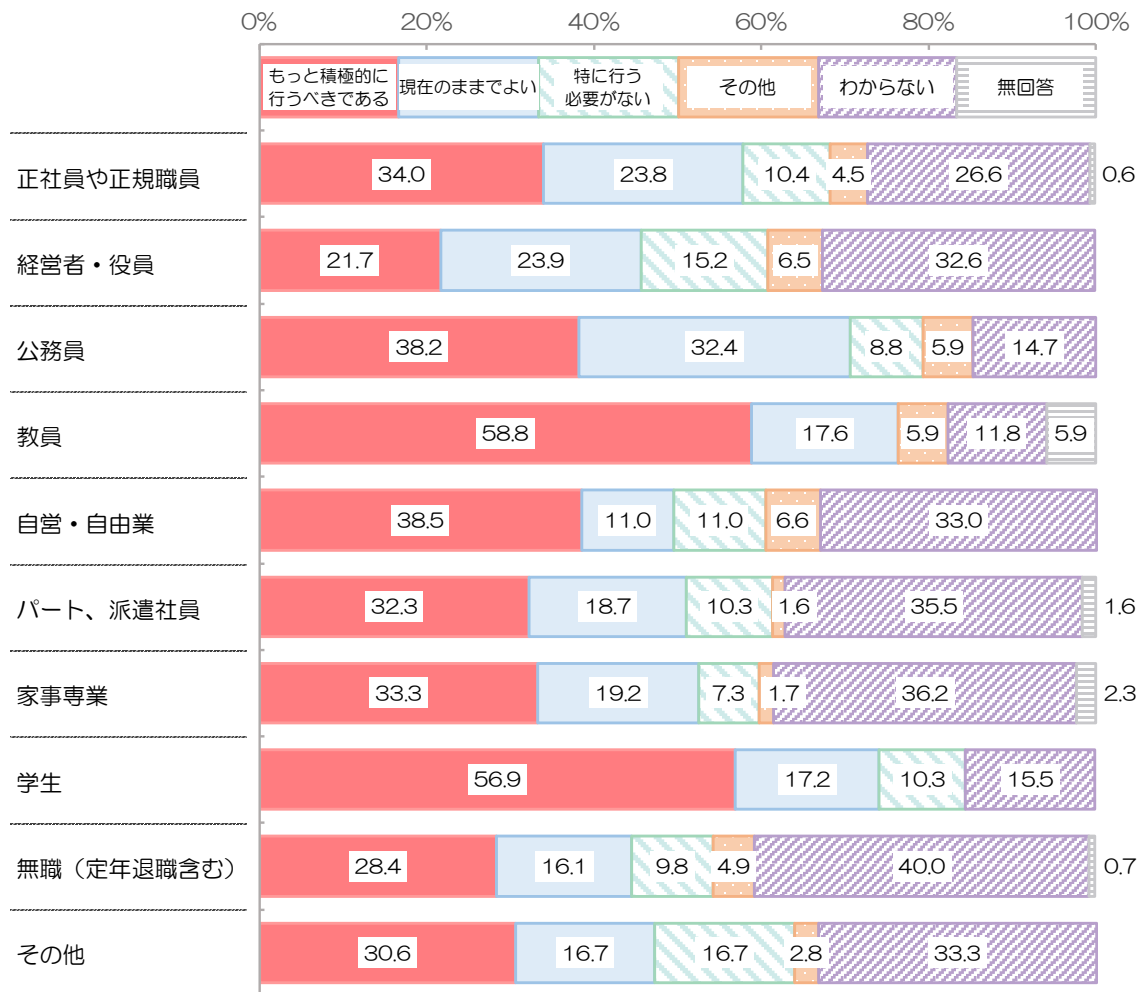 0% 20% 40% 60% 80% 100%
もっと積極的に
行うべきである
現在のままでよい
特に行う
必要がない
その他
わからない
無回答
正社員や正規職員 34.0 23.8 10.4 4.5 26.6 0.6
経営者・役員 21.7 23.9 15.2 6.5 32.6
公務員 38.2 32.4 8.8 5.9 14.7
教員 58.8 17.6 5.9 11.8 5.9
自営・自由業 38.5 11.0 11.0 6.6 33.0
パート、派遣社員 32.3 18.7 10.3 1.6 35.5 1.6
家事専業 33.3 19.2 7.3 1.7 36.2 2.3
学生 56.9 17.2 10.3 15.5
無職（定年退職含む） 28.4 16.1 9.8 4.9 40.0 0.7
その他 30.6 16.7 16.7 2.8 33.3